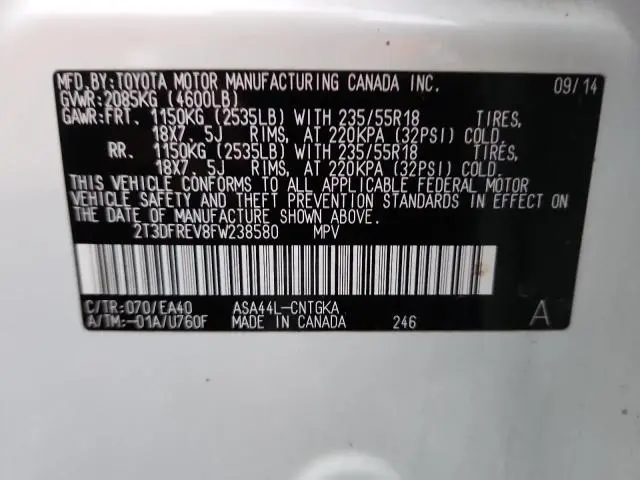 MFD.BY:TOYOTA MOTOR MANUFACTURING CANADA INC. 09/14
GVWR:2085KG (4600LB)
GAWR:FRT. 1150KG (2535LB) WITH 235/55R18 TIRES,
18X7.5J RIMS, AT 220KPA (32PSI) COLD.
RR. 1150KG (2535LB) WITH 235/55R18 TIRES,
18X7.5J RIMS, AT 220KPA (32PSI) COLD.
THIS VEHICLE CONFORMS TO ALL APPLICABLE FEDERAL MOTOR
VEHICLE SAFETY AND THEFT PREVENTION STANDARDS IN EFFECT ON
THE DATE OF MANUFACTURE SHOWN ABOVE.
2T3DFREV8FW238580 MPV
C/TR:070/EA40 ASA44L-CNTGKA
A/TM:-01A/U760F MADE IN CANADA 246 A